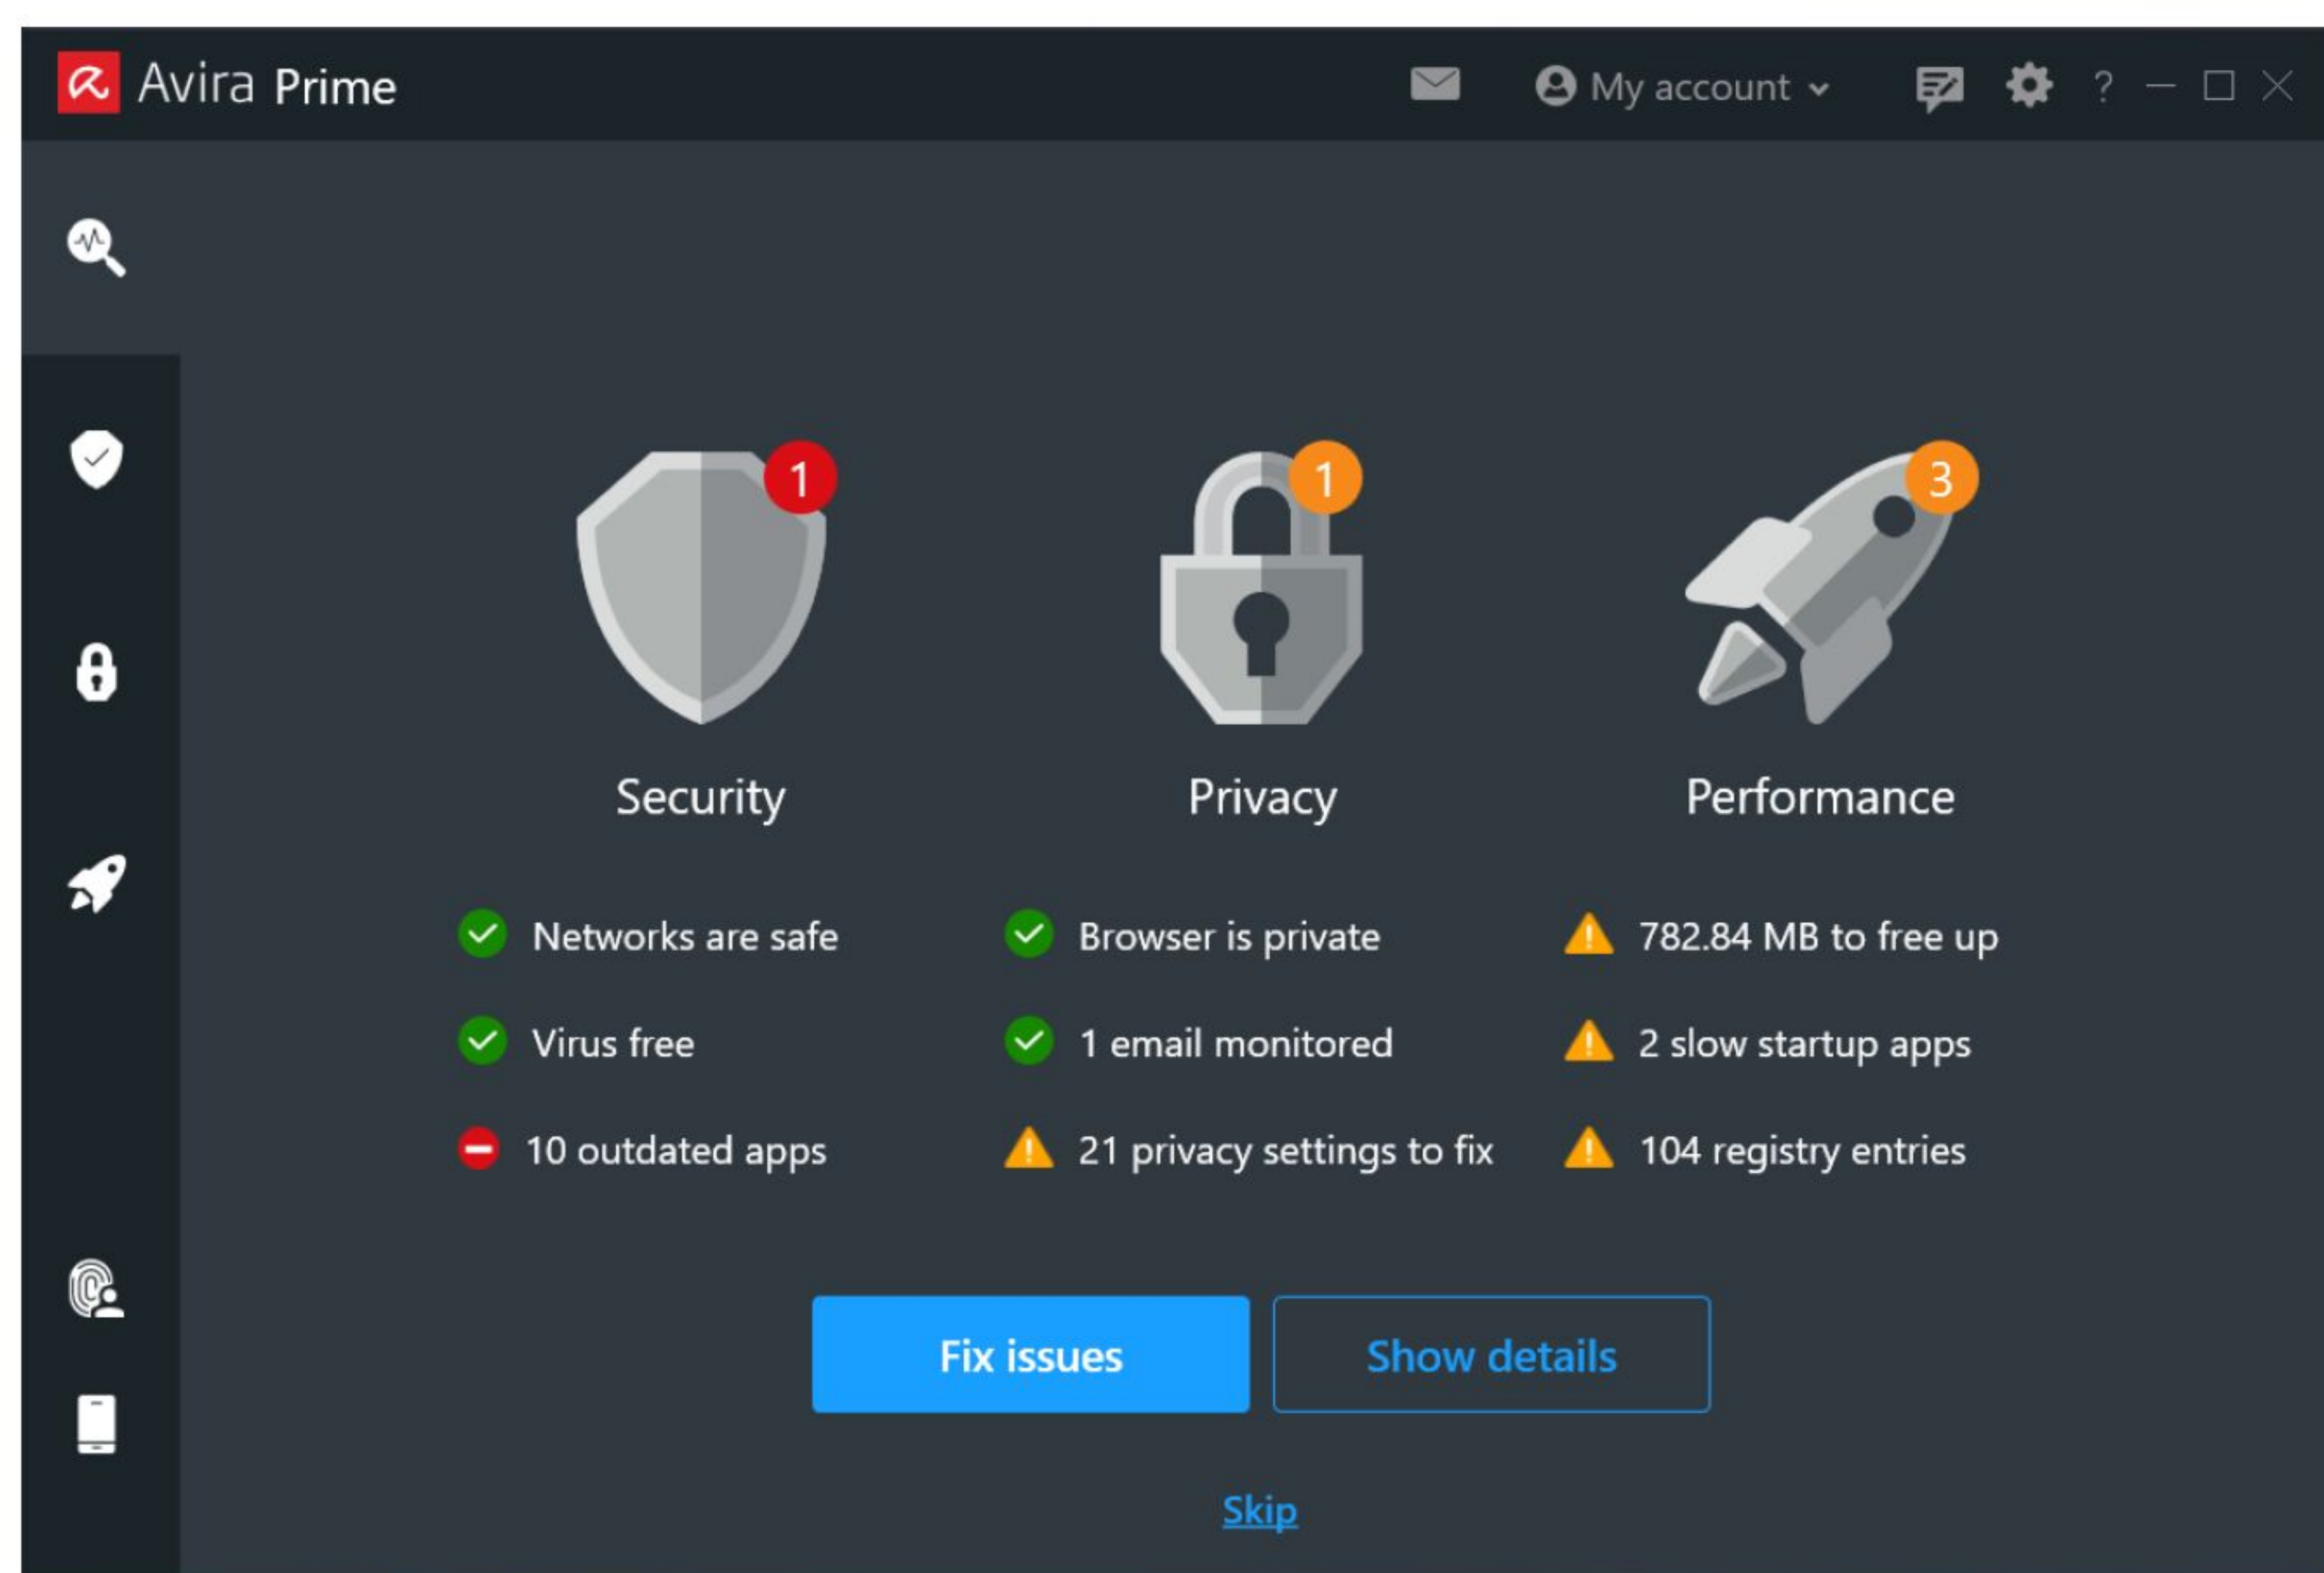 Avira Prime
My account
?
1
1
3
Security
Privacy
Performance
Networks are safe
Browser is private
782.84 MB to free up
Virus free
1 email monitored
2 slow startup apps
10 outdated apps
21 privacy settings to fix
104 registry entries
Fix issues
Show details
Skip